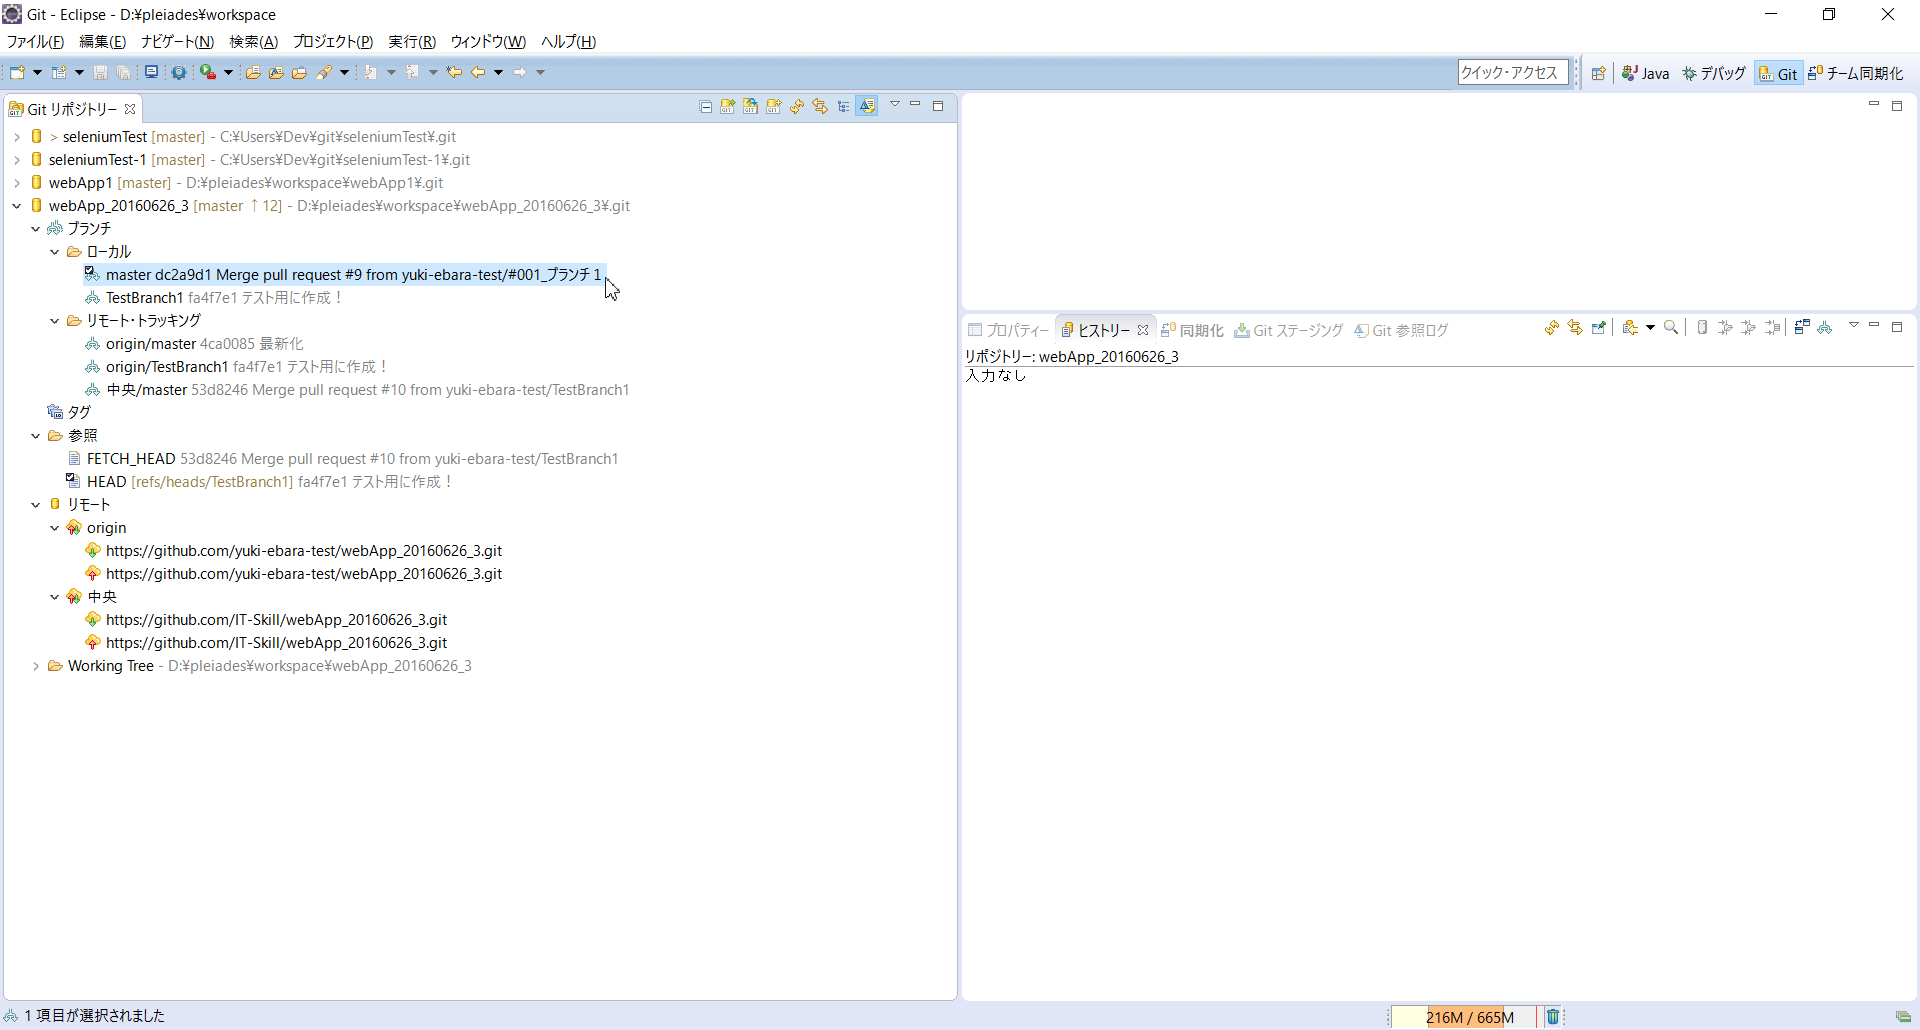 Git - Eclipse - D:¥pleiades¥workspace
ファイル(F) 編集(E) ナビゲート(N) 検索(A) プロジェクト(P) 実行(R) ウィンドウ(W) ヘルプ(H)
クイック・アクセス Java デバッグ Git チーム同期化
Git リポジトリー
> seleniumTest [master] - C:¥Users¥Dev¥git¥seleniumTest¥.git
seleniumTest-1 [master] - C:¥Users¥Dev¥git¥seleniumTest-1¥.git
webApp1 [master] - D:¥pleiades¥workspace¥webApp1¥.git
webApp_20160626_3 [master ↑12] - D:¥pleiades¥workspace¥webApp_20160626_3¥.git
ブランチ
ローカル
master dc2a9d1 Merge pull request #9 from yuki-ebara-test/#001_ブランチ1
TestBranch1 fa4f7e1 テスト用に作成！
リモート・トラッキング
origin/master 4ca0085 最新化
origin/TestBranch1 fa4f7e1 テスト用に作成！
中央/master 53d8246 Merge pull request #10 from yuki-ebara-test/TestBranch1
タグ
参照
FETCH_HEAD 53d8246 Merge pull request #10 from yuki-ebara-test/TestBranch1
HEAD [refs/heads/TestBranch1] fa4f7e1 テスト用に作成！
リモート
origin
https://github.com/yuki-ebara-test/webApp_20160626_3.git
https://github.com/yuki-ebara-test/webApp_20160626_3.git
中央
https://github.com/IT-Skill/webApp_20160626_3.git
https://github.com/IT-Skill/webApp_20160626_3.git
Working Tree - D:¥pleiades¥workspace¥webApp_20160626_3
プロパティー ヒストリー 同期化 Git ステージング Git 参照ログ
リポジトリー: webApp_20160626_3
入力なし
1 項目が選択されました
216M / 665M